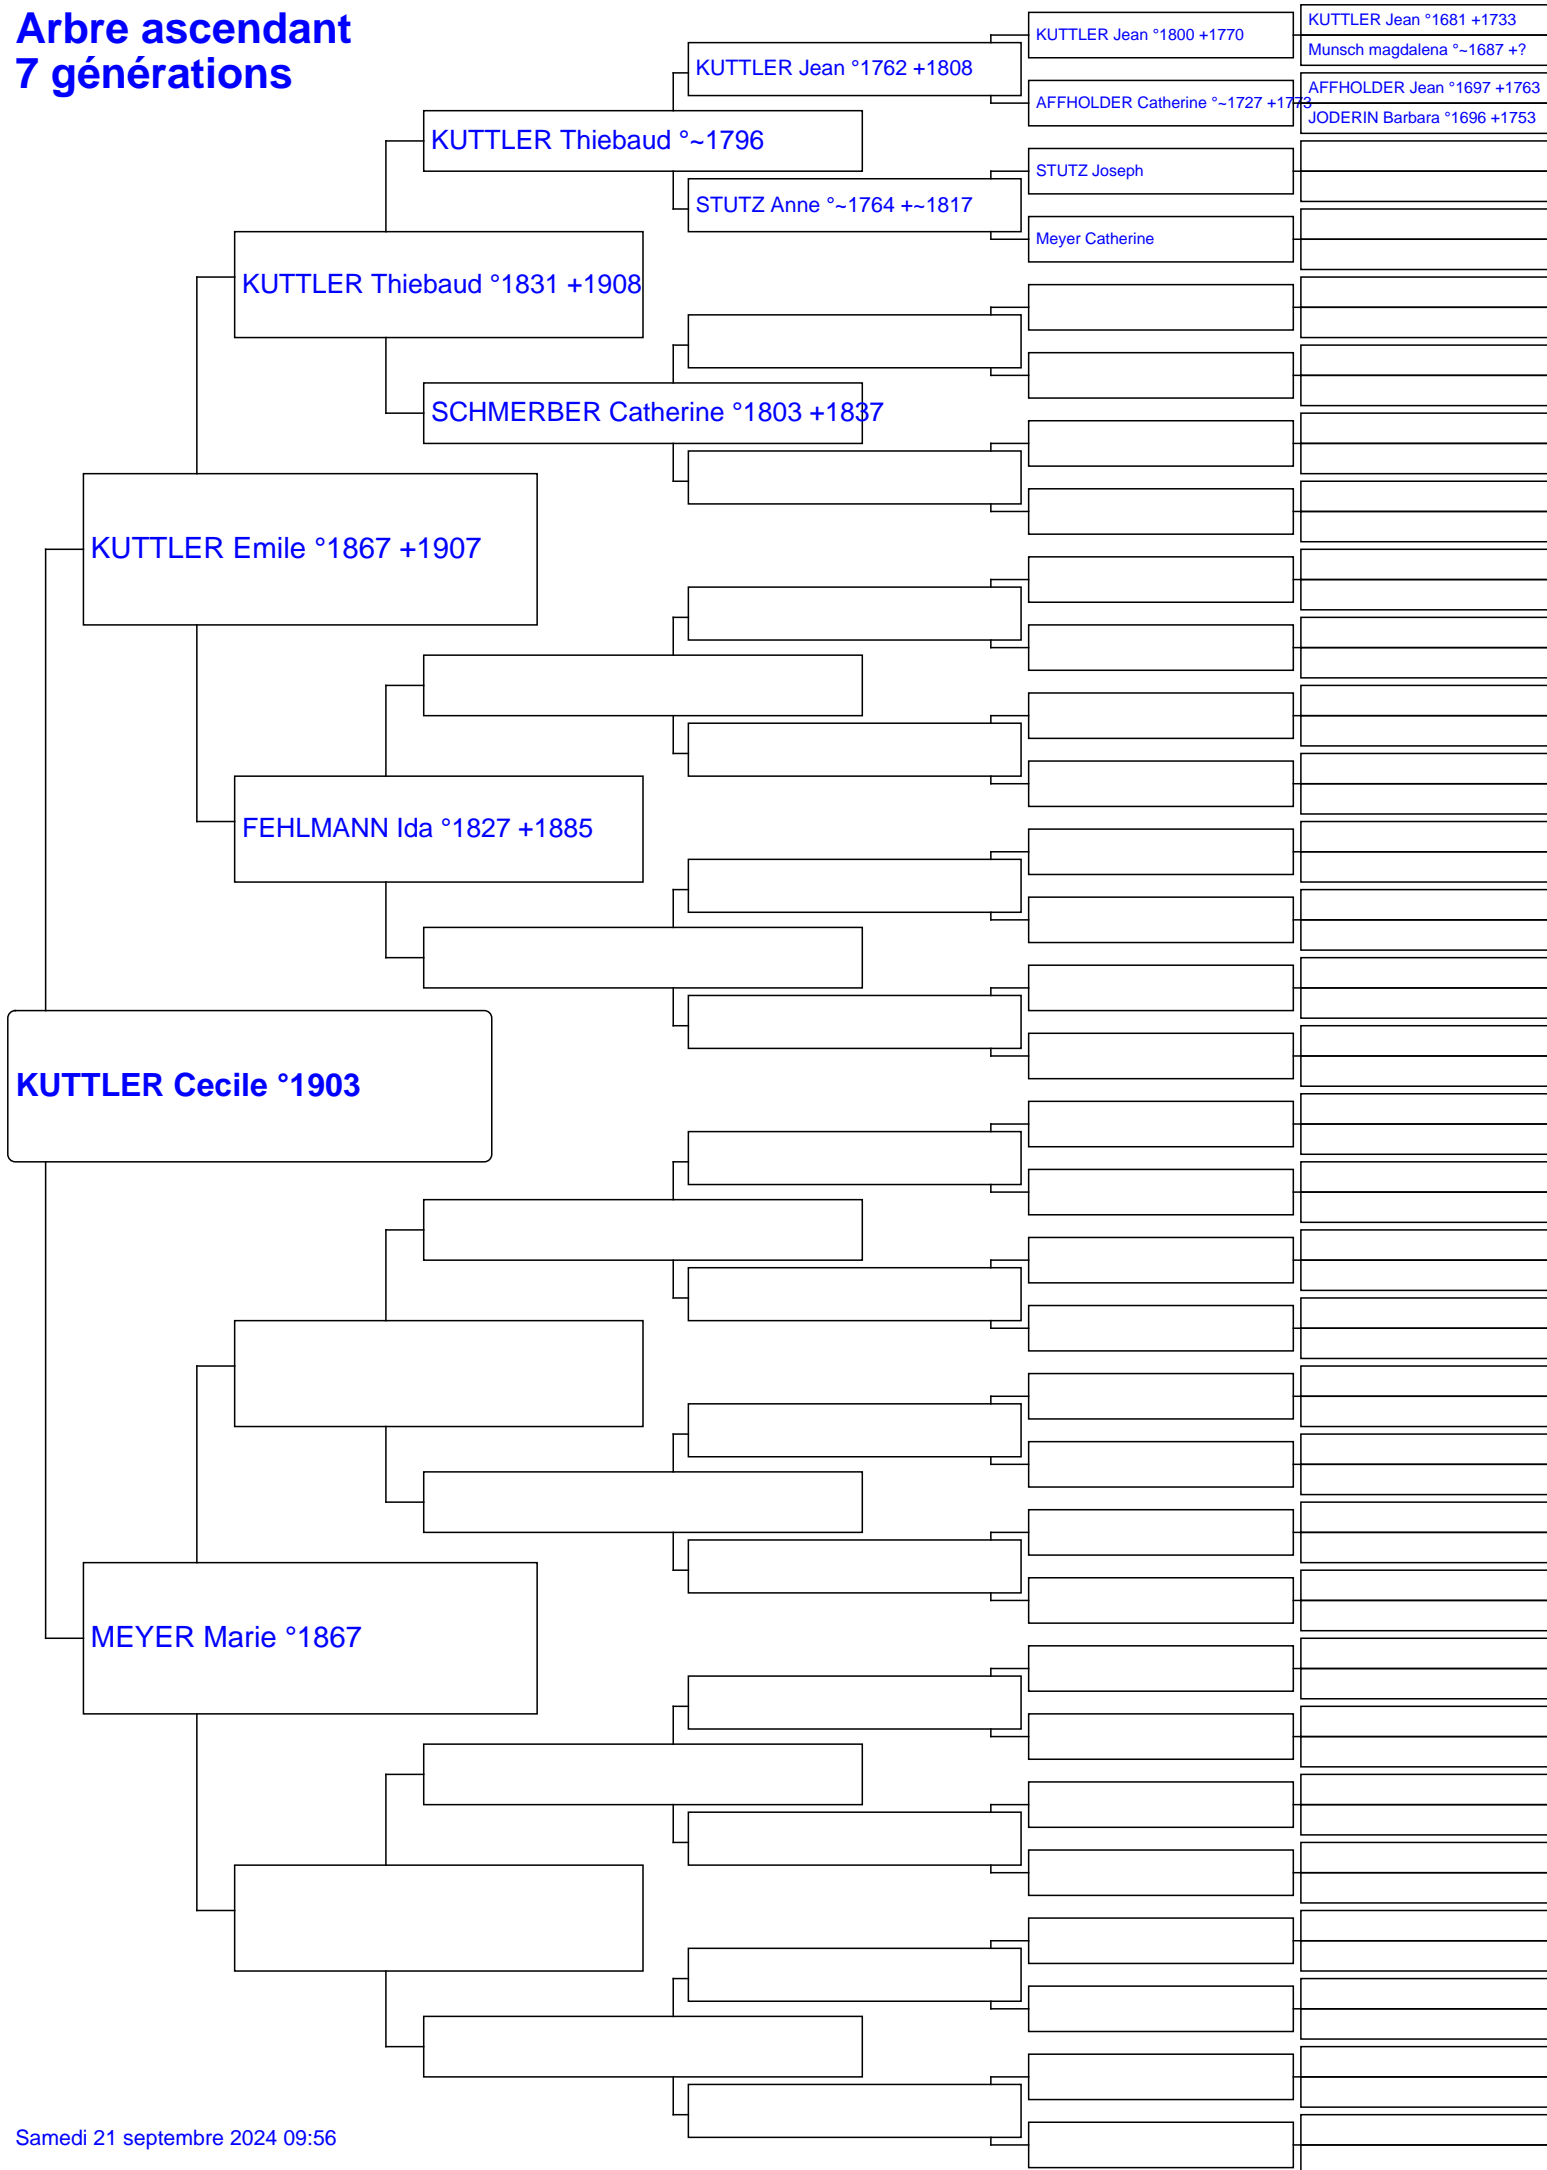 Arbre ascendant
7 générations
KUTTLER Jean °1681 +1733
KUTTLER Jean °1800 +1770
Munsch magdalena °~1687 +?
KUTTLER Jean °1762 +1808
AFFHOLDER Jean °1697 +1763
AFFHOLDER Catherine °~1727 +1773
JODERIN Barbara °1696 +1753
KUTTLER Thiebaud °~1796
STUTZ Joseph
STUTZ Anne °~1764 +~1817
Meyer Catherine
KUTTLER Thiebaud °1831 +1908
SCHMERBER Catherine °1803 +1837
KUTTLER Emile °1867 +1907
FEHLMANN Ida °1827 +1885
KUTTLER Cecile °1903
MEYER Marie °1867
Samedi 21 septembre 2024 09:56